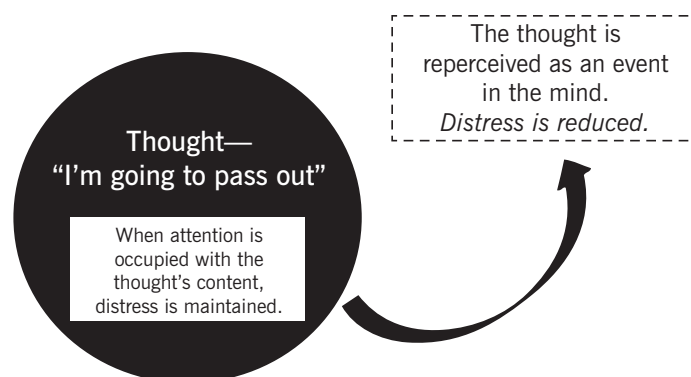 Thought—
“I’m going to pass out”
When attention is
occupied with the
thought’s content,
distress is maintained.
The thought is
reperceived as an event
in the mind.
Distress is reduced.